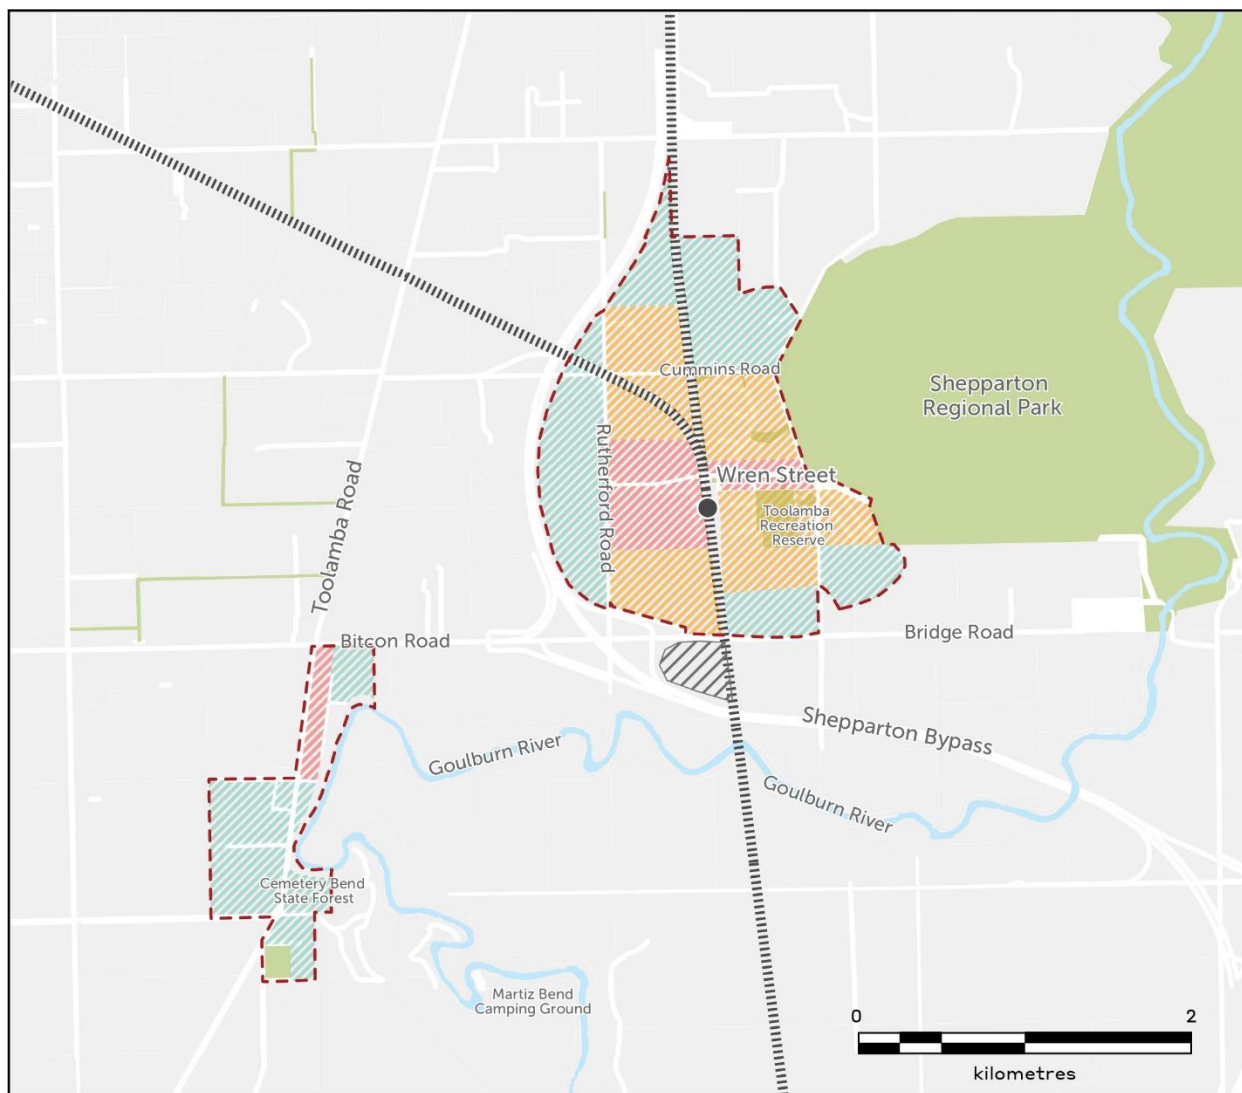 Cummins Road
Shepparton
Regional Park
Rutherford Road
Wren Street
Toolamba
Recreation
Reserve
Toolamba Road
Bitcon Road
Bridge Road
Shepparton Bypass
Goulburn River
Goulburn River
Cemetery Bend
State Forest
Martiz Bend
Camping Ground
0
2
kilometres